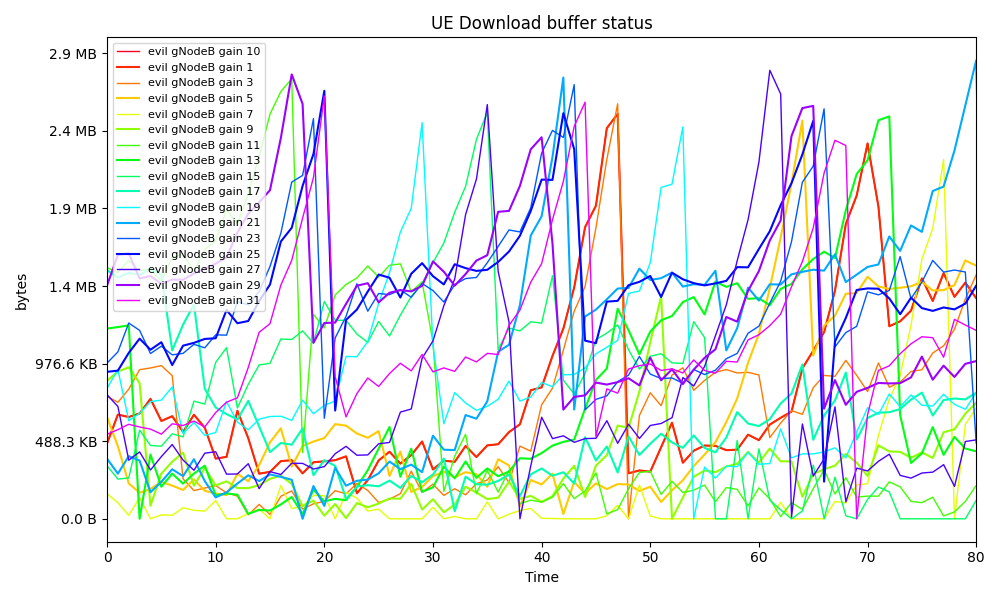 UE Download buffer status
2.9 MB
2.4 MB
1.9 MB
1.4 MB
976.6 KB
488.3 KB
0.0 B
bytes
evil gNodeB gain 10
evil gNodeB gain 1
evil gNodeB gain 3
evil gNodeB gain 5
evil gNodeB gain 7
evil gNodeB gain 9
evil gNodeB gain 11
evil gNodeB gain 13
evil gNodeB gain 15
evil gNodeB gain 17
evil gNodeB gain 19
evil gNodeB gain 21
evil gNodeB gain 23
evil gNodeB gain 25
evil gNodeB gain 27
evil gNodeB gain 29
evil gNodeB gain 31
0 10 20 30 40 50 60 70 80
Time